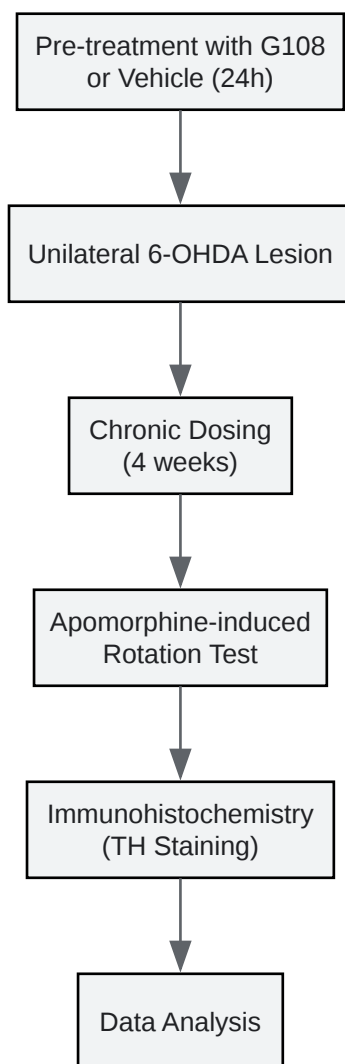 Pre-treatment with G108
or Vehicle (24h)
Unilateral 6-OHDA Lesion
Chronic Dosing
(4 weeks)
Apomorphine-induced
Rotation Test
Immunohistochemistry
(TH Staining)
Data Analysis